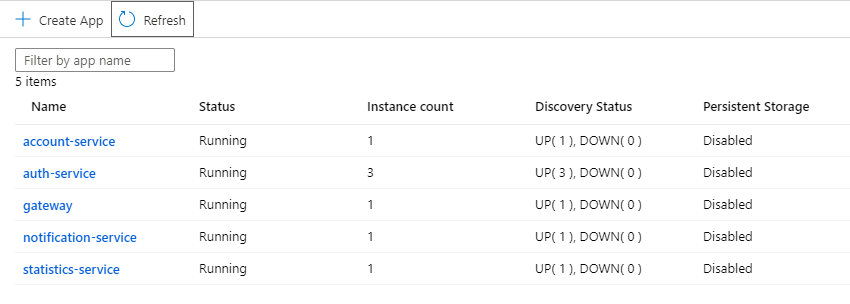 Create App Refresh
Filter by app name
5 items
Name Status Instance count Discovery Status Persistent Storage
account-service Running 1 UP( 1 ), DOWN( 0 ) Disabled
auth-service Running 3 UP( 3 ), DOWN( 0 ) Disabled
gateway Running 1 UP( 1 ), DOWN( 0 ) Disabled
notification-service Running 1 UP( 1 ), DOWN( 0 ) Disabled
statistics-service Running 1 UP( 1 ), DOWN( 0 ) Disabled